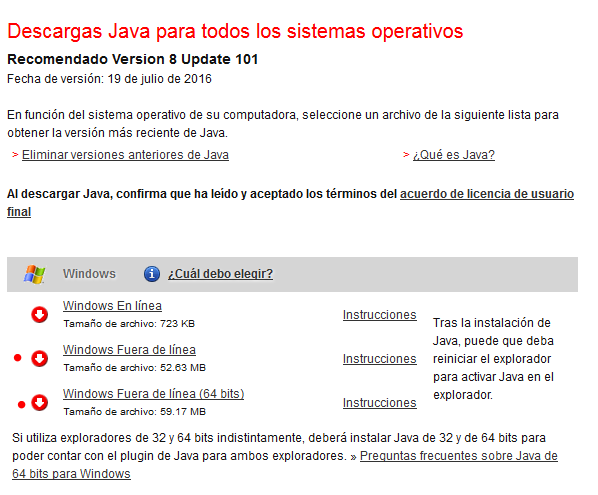 Descargas Java para todos los sistemas operativos
Recomendado Version 8 Update 101
Fecha de versión: 19 de julio de 2016
En función del sistema operativo de su computadora, seleccione un archivo de la siguiente lista para
obtener la versión más reciente de Java.
> Eliminar versiones anteriores de Java > ¿Qué es Java?
Al descargar Java, confirma que ha leído y aceptado los términos del acuerdo de licencia de usuario
final
Windows i ¿Cuál debo elegir?
Windows En línea
Tamaño de archivo: 723 KB
Instrucciones
Windows Fuera de línea
Tamaño de archivo: 52.63 MB
Instrucciones
Windows Fuera de línea (64 bits)
Tamaño de archivo: 59.17 MB
Instrucciones
Tras la instalación de
Java, puede que deba
reiniciar el explorador
para activar Java en el
explorador.
Si utiliza exploradores de 32 y 64 bits indistintamente, deberá instalar Java de 32 y de 64 bits para
poder contar con el plugin de Java para ambos exploradores. » Preguntas frecuentes sobre Java de
64 bits para Windows